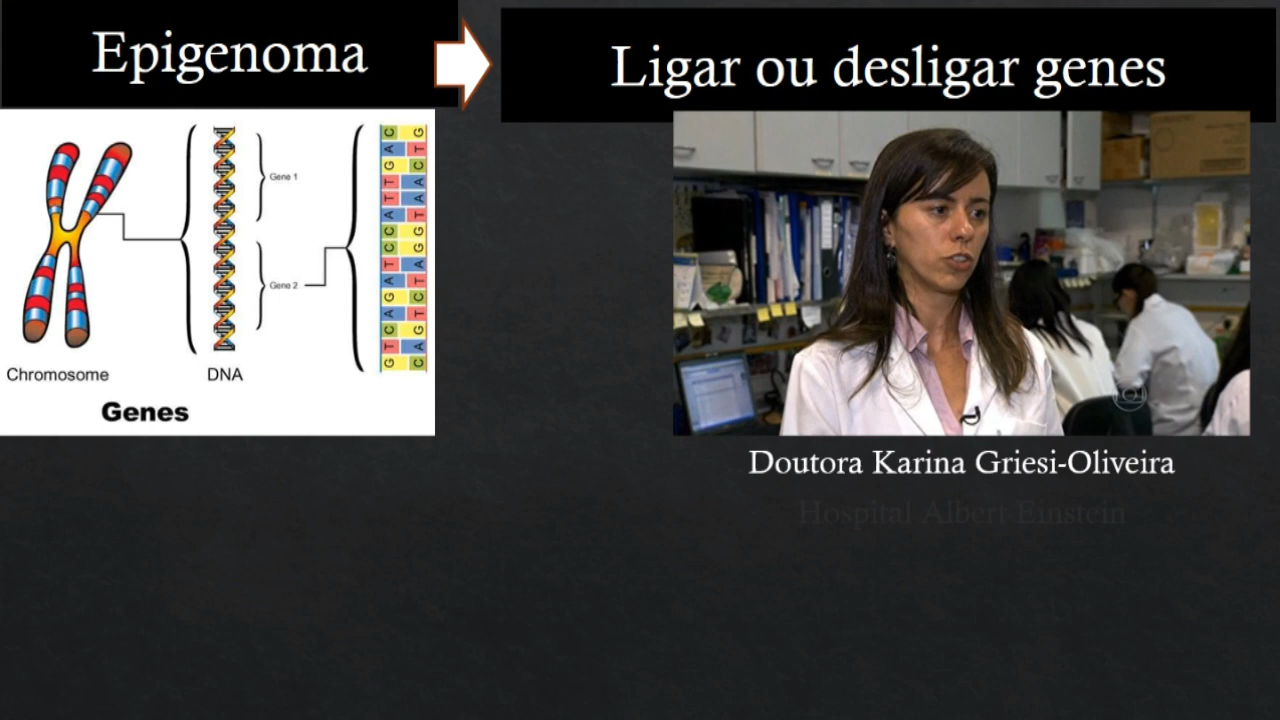 Epigenoma
Ligar ou desligar genes
Gene 1
Gene 2
C G
A T
G C
T A
T A
A T
C G
C G
T A
A T
G C
A T
C G
T A
G C
Chromosome
DNA
Genes
Doutora Karina Griesi-Oliveira
Hospital Albert Einstein